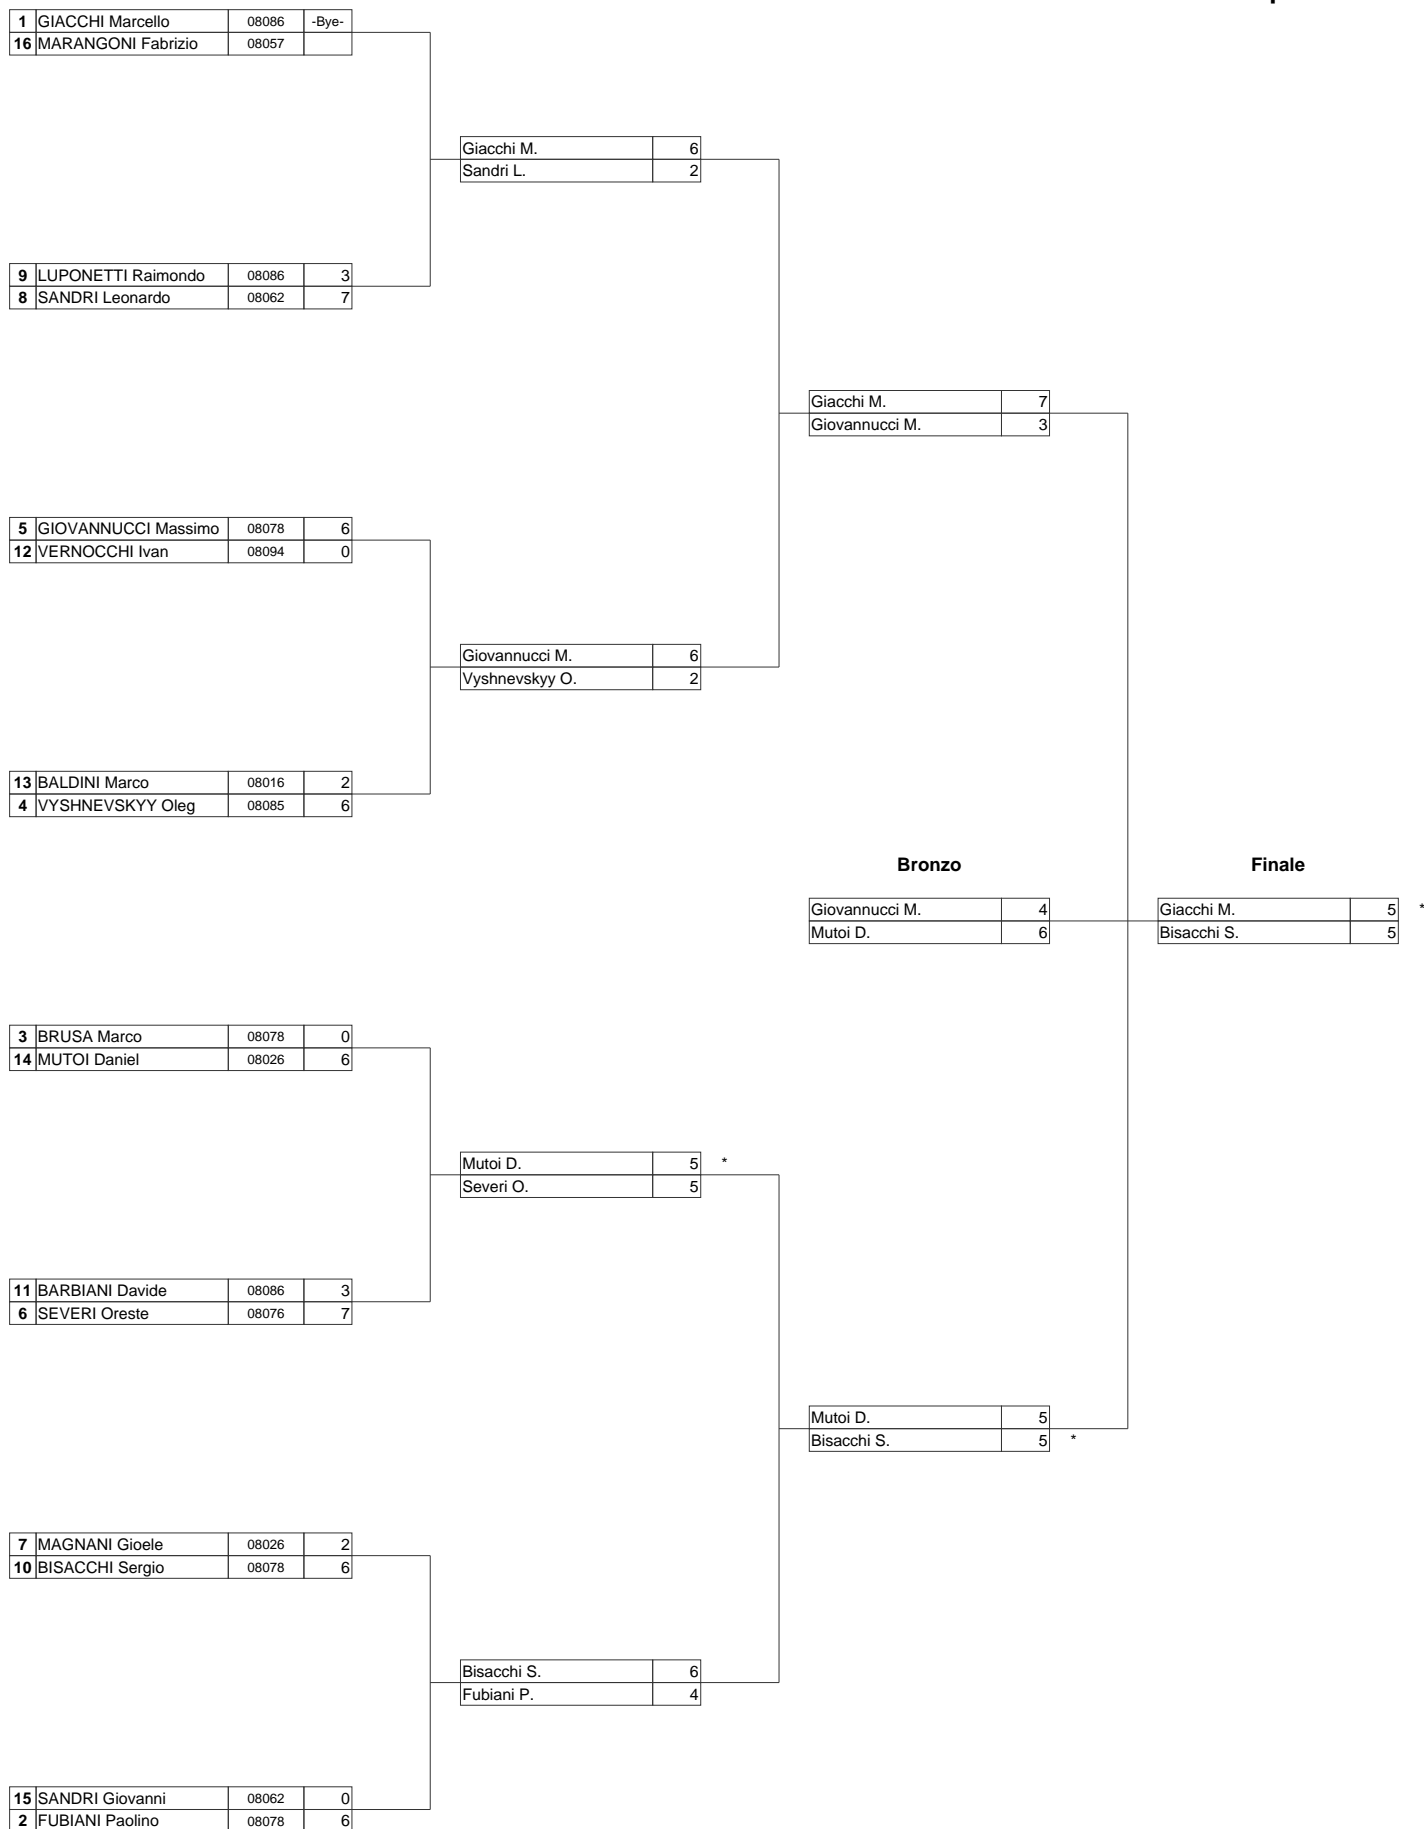 1 GIACCHI Marcello 08086 -Bye-
16 MARANGONI Fabrizio 08057
Giacchi M. 6
Sandri L. 2
9 LUPONETTI Raimondo 08086 3
8 SANDRI Leonardo 08062 7
Giacchi M. 7
Giovannucci M. 3
5 GIOVANNUCCI Massimo 08078 6
12 VERNOCCHI Ivan 08094 0
Giovannucci M. 6
Vyshnevskyy O. 2
13 BALDINI Marco 08016 2
4 VYSHNEVSKYY Oleg 08085 6
Bronzo Finale
Giovannucci M. 4 Giacchi M. 5 *
Mutoi D. 6 Bisacchi S. 5
3 BRUSA Marco 08078 0
14 MUTOI Daniel 08026 6
Mutoi D. 5 *
Severi O. 5
11 BARBIANI Davide 08086 3
6 SEVERI Oreste 08076 7
Mutoi D. 5
Bisacchi S. 5 *
7 MAGNANI Gioele 08026 2
10 BISACCHI Sergio 08078 6
Bisacchi S. 6
Fubiani P. 4
15 SANDRI Giovanni 08062 0
2 FUBIANI Paolino 08078 6